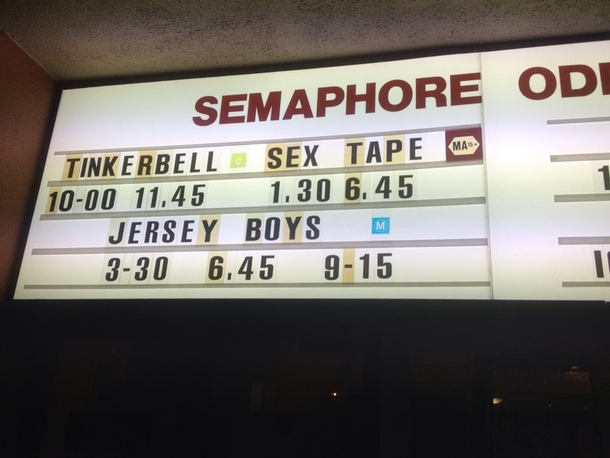 SEMAPHORE
TINKERBELL G SEX TAPE MA15+
10-00 11.45 1.30 6.45
JERSEY BOYS M
3-30 6.45 9-15